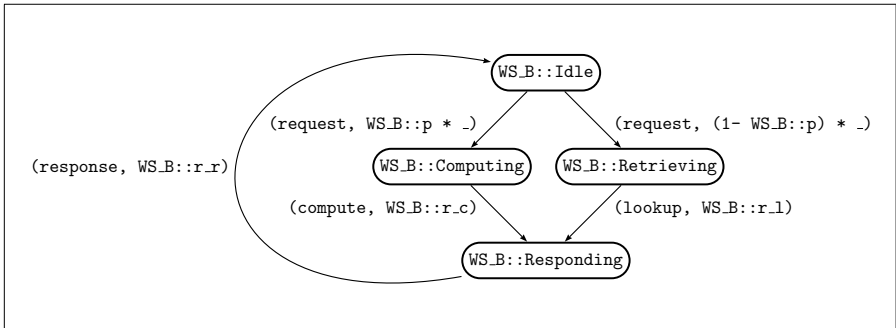 WS_B::Idle
(request, WS_B::p * _)
(request, (1- WS_B::p) * _)
(response, WS_B::r_r)
WS_B::Computing
WS_B::Retrieving
(compute, WS_B::r_c)
(lookup, WS_B::r_l)
WS_B::Responding